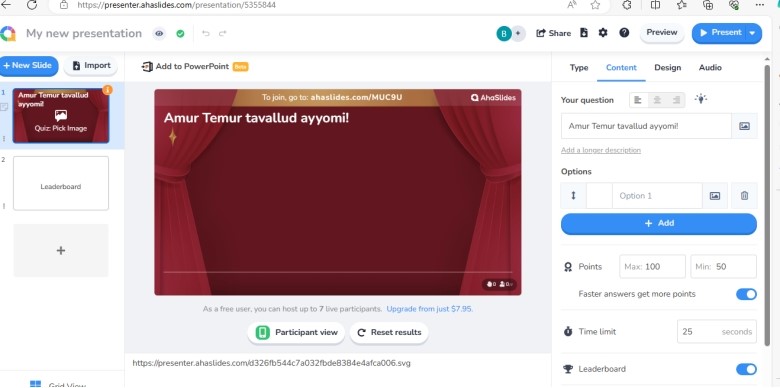 https://presenter.ahaslides.com/presentation/5355844
My new presentation
B
+
Share
Preview
Present
+ New Slide
Import
Add to PowerPoint
Beta
Type
Content
Design
Audio
1
Amur Temur tavallud
ayyomi!
Quiz: Pick Image
2
Leaderboard
+
To join, go to: ahaslides.com/MUC9U
AhaSlides
Amur Temur tavallud ayyomi!
As a free user, you can host up to 7 live participants. Upgrade from just $7.95.
Participant view
Reset results
https://presenter.ahaslides.com/d326fb544c7a032fbde8384e4afca006.svg
Your question
Amur Temur tavallud ayyomi!
Add a longer description
Options
Option 1
+ Add
Points
Max: 100
Min: 50
Faster answers get more points
Time limit
25 seconds
Leaderboard
Grid View